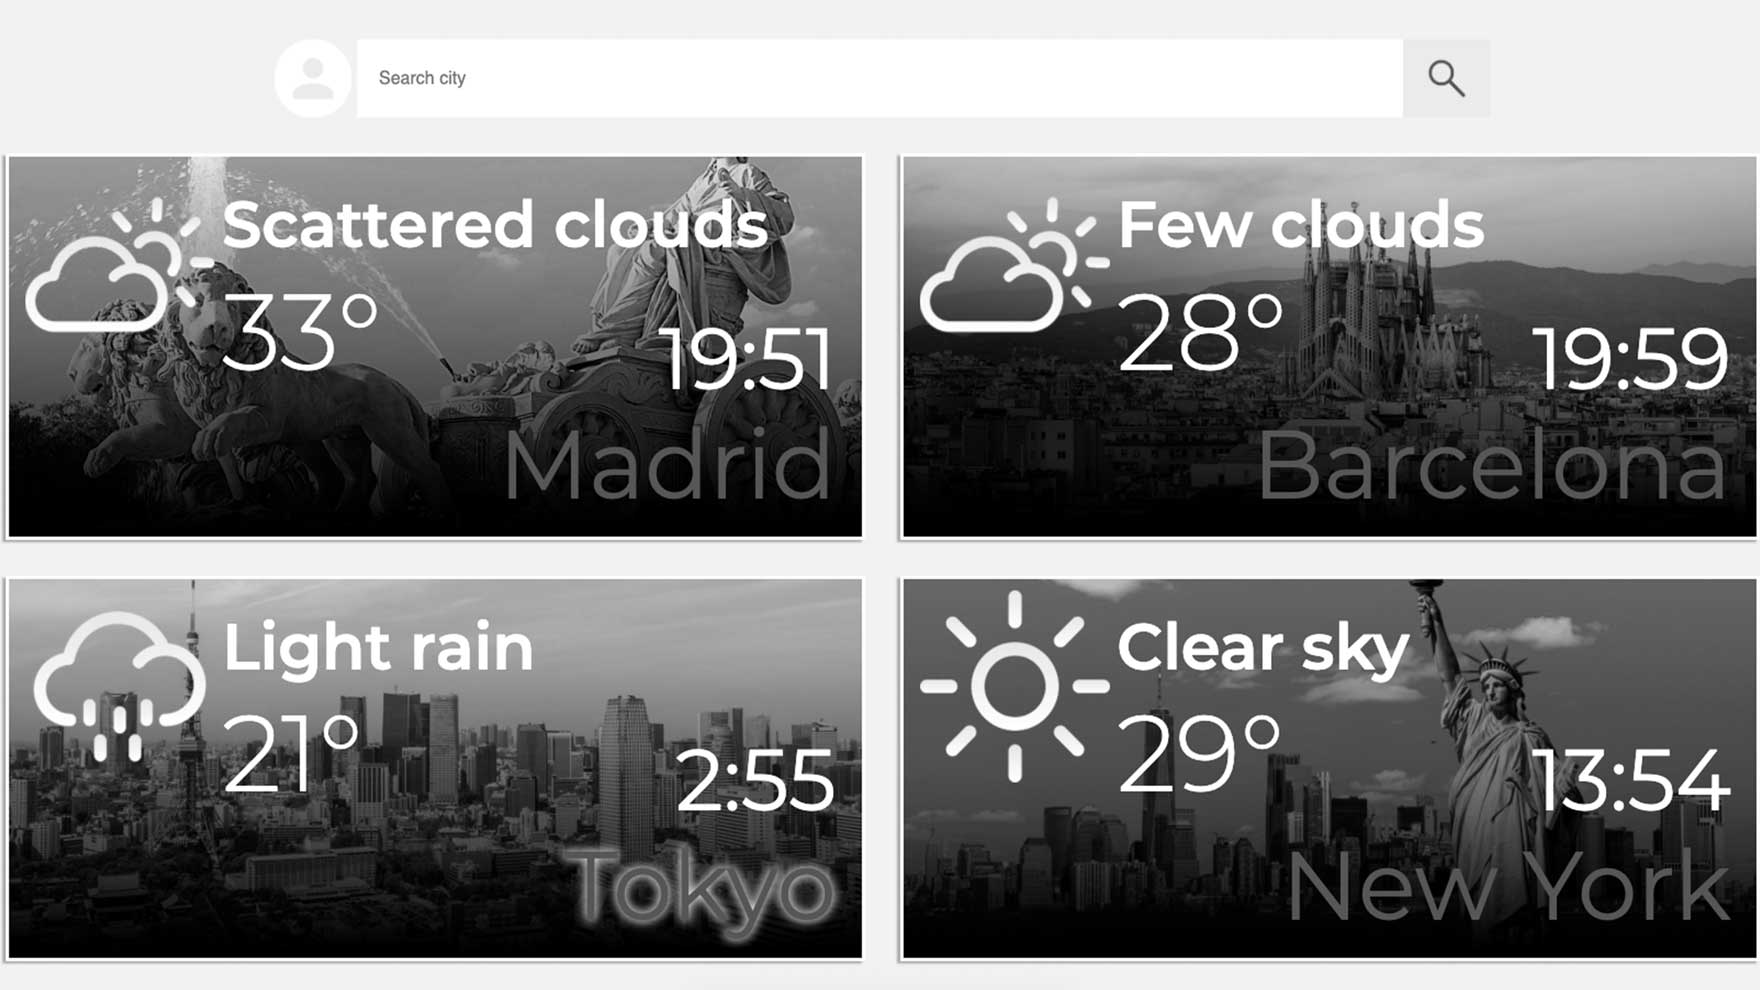 Search city
Scattered clouds
33°
19:51
Madrid
Few clouds
28°
19:59
Barcelona
Light rain
21°
2:55
Tokyo
Clear sky
29°
13:54
New York